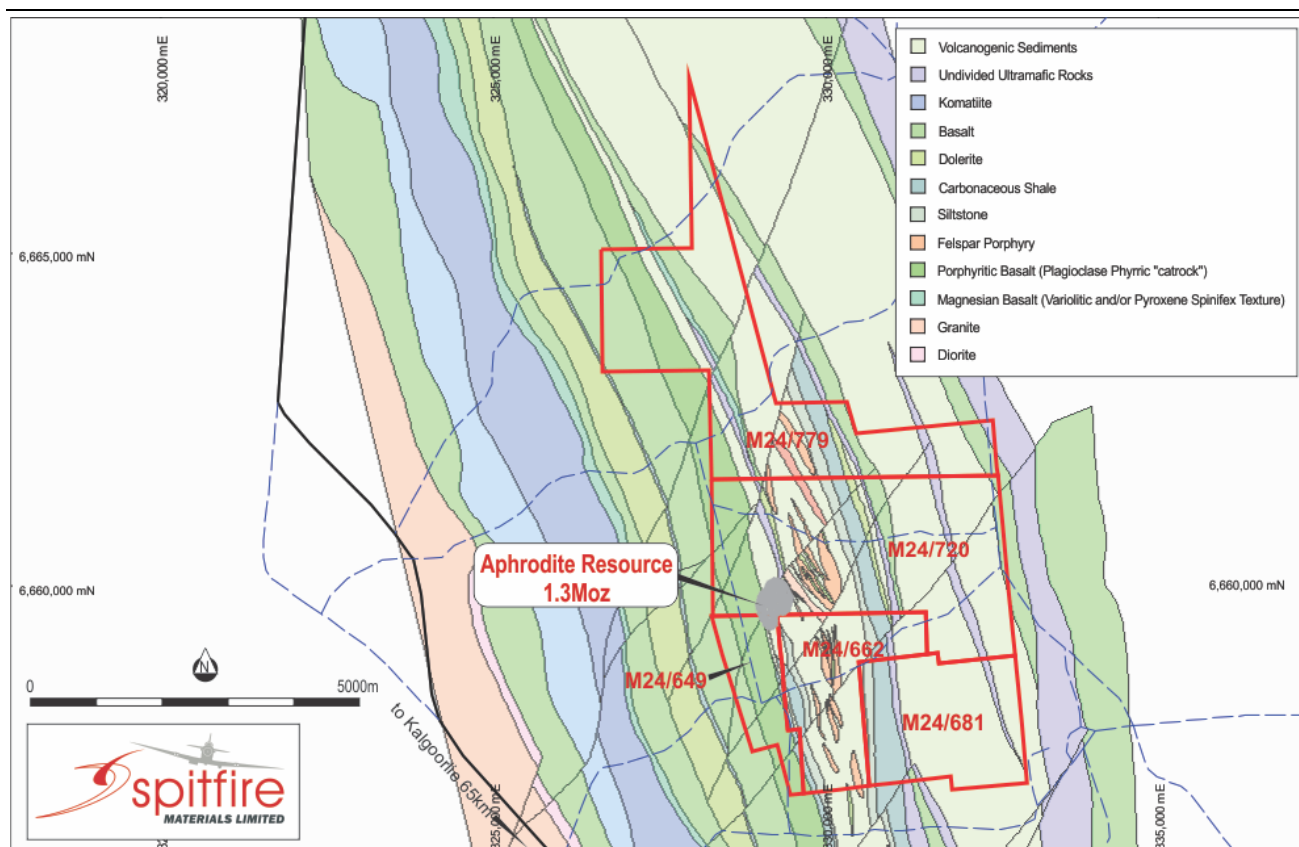 320,000 mE
325,000 mE
330,000 mE
Volcanogenic Sediments
Undivided Ultramafic Rocks
Komatiite
Basalt
Dolerite
Carbonaceous Shale
Siltstone
Felspar Porphyry
Porphyritic Basalt (Plagioclase Phyrric "catrock")
Magnesian Basalt (Variolitic and/or Pyroxene Spinifex Texture)
Granite
Diorite
6,665,000 mN
M24/779
M24/720
Aphrodite Resource
1.3Moz
6,660,000 mN
6,660,000 mN
M24/662
M24/649
M24/681
N
0
5000m
to Kalgoorlie 65km
spitfire
MATERIALS LIMITED
325,000 mE
330,000 mE
335,000 mE